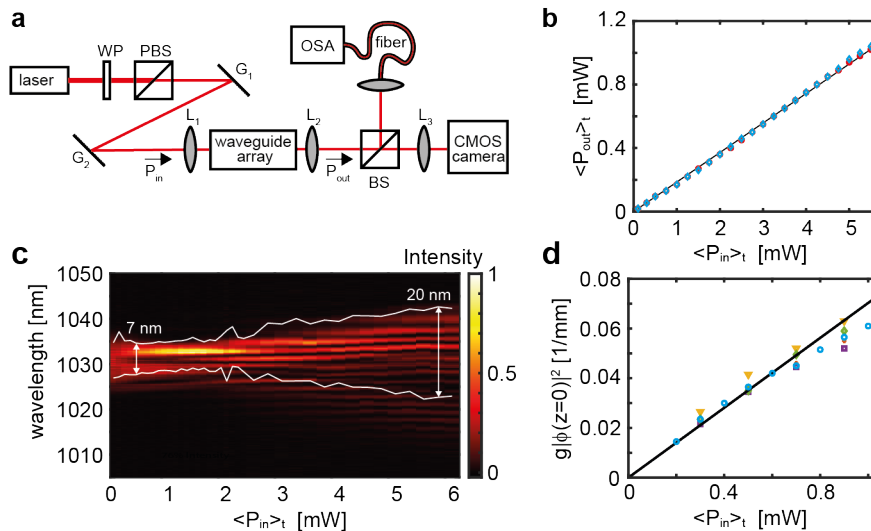 a
laser
WP
PBS
G1
G2
L1
waveguide
array
L2
Pin
Pout
BS
L3
CMOS
camera
OSA
fiber
b
<Pout>t [mW]
1.2
0.8
0.4
0
0 1 2 3 4 5
<Pin>t [mW]
c
Intensity
wavelength [nm]
1050
1040
1030
1020
1010
7 nm
20 nm
1
0.5
0
0 1 2 3 4 5 6
<Pin>t [mW]
d
g|ϕ(z=0)|² [1/mm]
0.08
0.06
0.04
0.02
0
0 0.4 0.8
<Pin>t [mW]